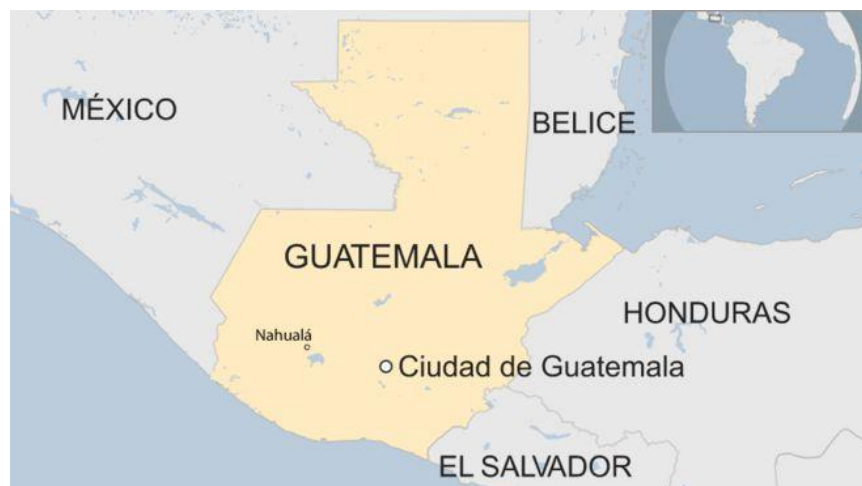 MÉXICO
BELICE
GUATEMALA
HONDURAS
Nahualá
Ciudad de Guatemala
EL SALVADOR